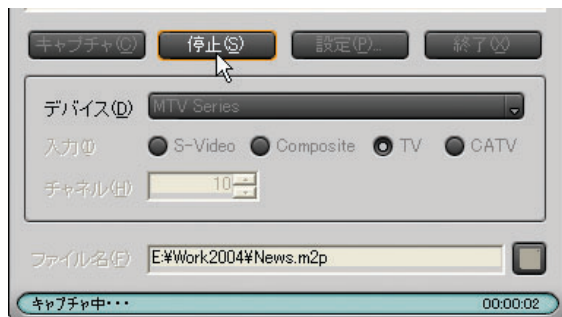 キャプチャ(C) 停止(S) 設定(P)... 終了(X)
デバイス(D) MTV Series
入力(I) S-Video Composite TV CATV
チャネル(H) 10
ファイル名(F) E:¥Work2004¥News.m2p
キャプチャ中・・・ 00:00:02